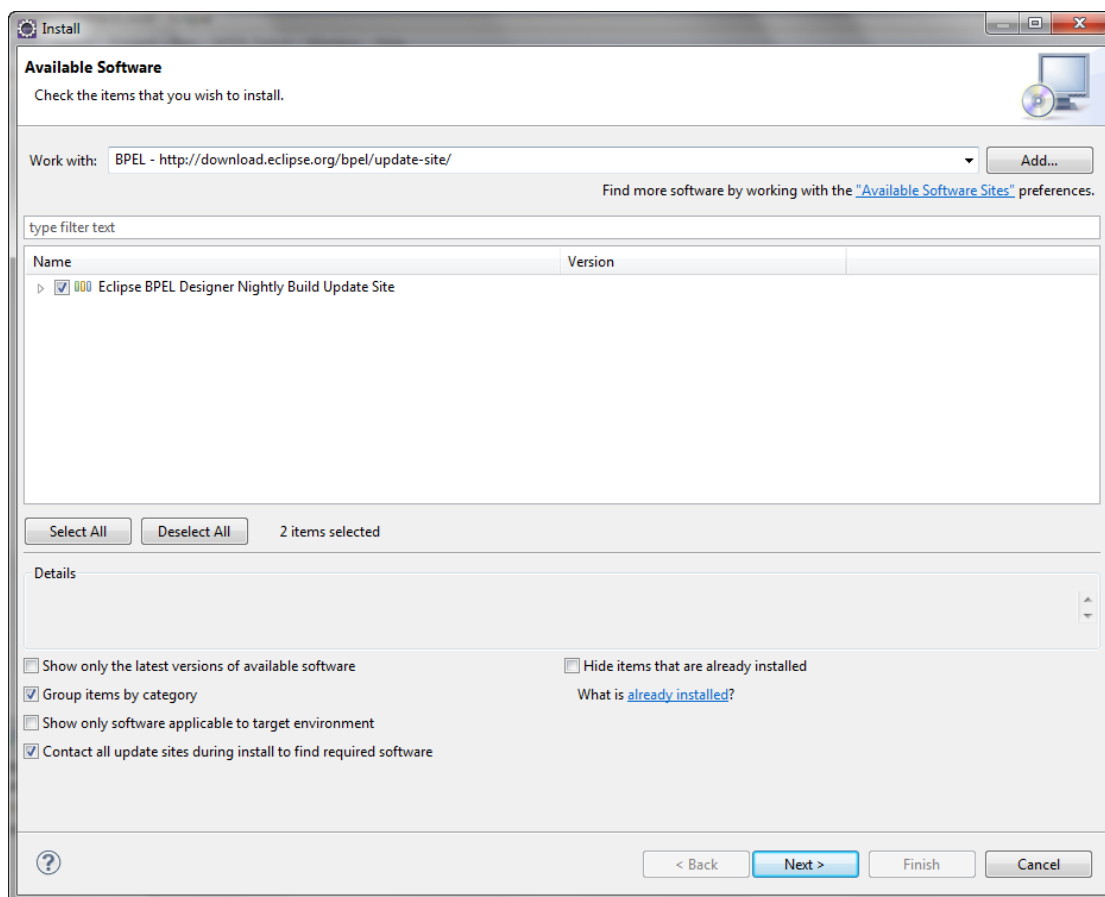 Install
Available Software
Check the items that you wish to install.
Work with: BPEL - http://download.eclipse.org/bpel/update-site/ Add...
Find more software by working with the "Available Software Sites" preferences.
type filter text
Name Version
Eclipse BPEL Designer Nightly Build Update Site
Select All Deselect All 2 items selected
Details
Show only the latest versions of available software Hide items that are already installed
Group items by category What is already installed?
Show only software applicable to target environment
Contact all update sites during install to find required software
? < Back Next > Finish Cancel